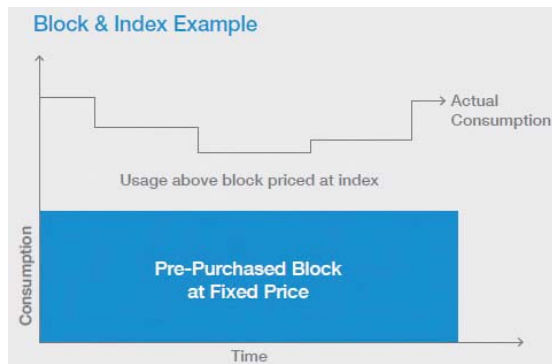 Block & Index Example
Actual
Consumption
Usage above block priced at index
Pre-Purchased Block
at Fixed Price
Consumption
Time